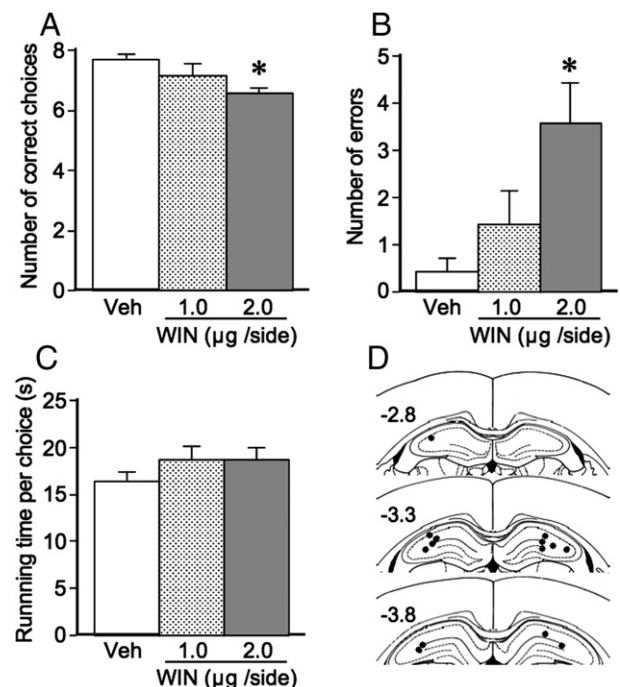 A
Number of correct choices
8
6
4
2
0
*
Veh
1.0
2.0
WIN (µg /side)
B
Number of errors
5
4
3
2
1
0
*
Veh
1.0
2.0
WIN (µg /side)
C
Runnning time per choice (s)
25
20
15
10
5
0
Veh
1.0
2.0
WIN (µg /side)
D
-2.8
-3.3
-3.8